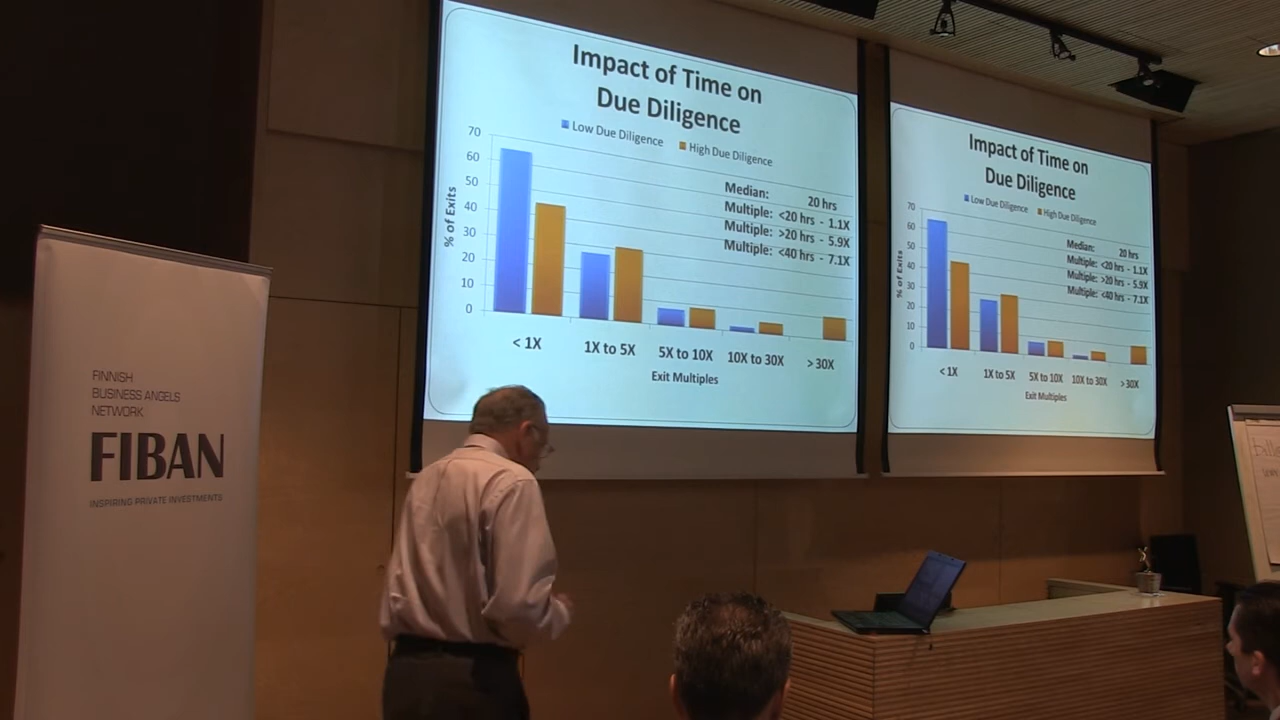 Impact of Time on
Due Diligence
Low Due Diligence High Due Diligence
70
60
50
40
30
20
10
0
% of Exits
Median: 20 hrs
Multiple: <20 hrs - 1.1X
Multiple: >20 hrs - 5.9X
Multiple: <40 hrs - 7.1X
< 1X 1X to 5X 5X to 10X 10X to 30X > 30X
Exit Multiples
Impact of Time on
Due Diligence
Low Due Diligence High Due Diligence
70
60
50
40
30
20
10
0
% of Exits
Median: 20 hrs
Multiple: <20 hrs - 1.1X
Multiple: >20 hrs - 5.9X
Multiple: <40 hrs - 7.1X
< 1X 1X to 5X 5X to 10X 10X to 30X > 30X
Exit Multiples
FINNISH
BUSINESS ANGELS
NETWORK
FIBAN
INSPIRING PRIVATE INVESTMENTS